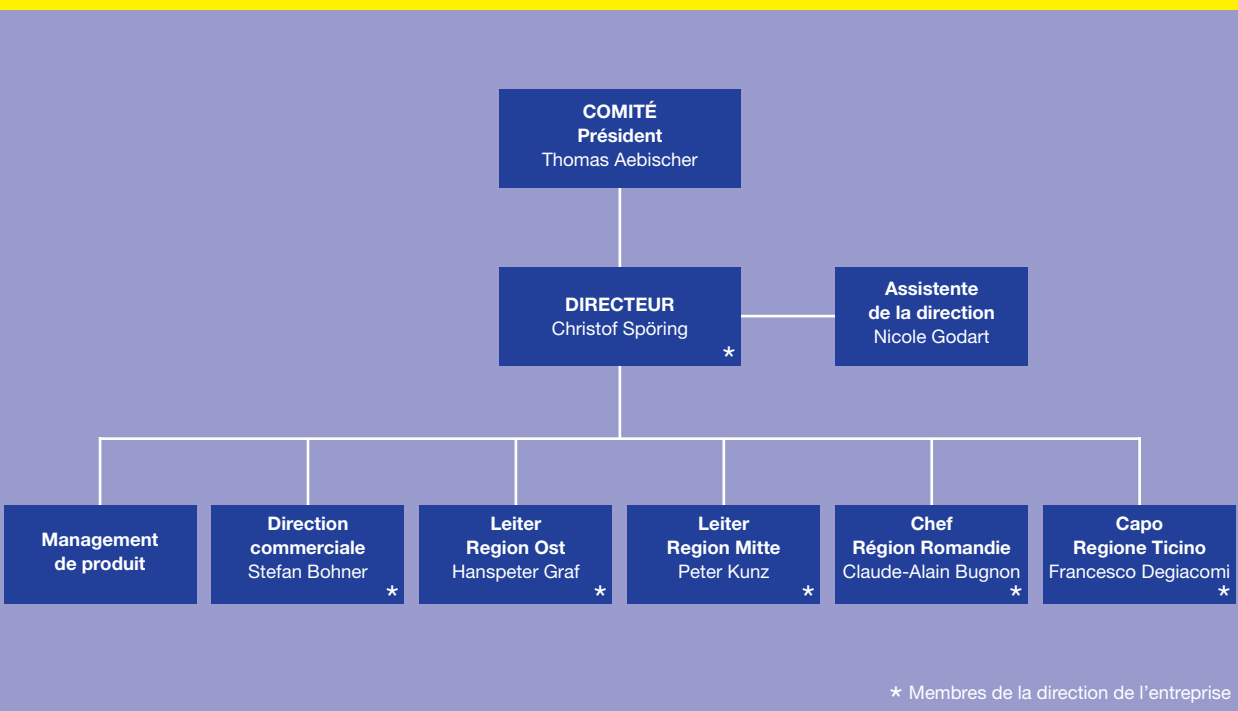 COMITÉ
Président
Thomas Aebischer
DIRECTEUR
Christof Spöring
*
Assistente
de la direction
Nicole Godart
Management
de produit
Direction
commerciale
Stefan Bohner
*
Leiter
Region Ost
Hanspeter Graf
*
Leiter
Region Mitte
Peter Kunz
*
Chef
Région Romandie
Claude-Alain Bugnon
*
Capo
Regione Ticino
Francesco Degiacomi
*
* Membres de la direction de l’entreprise